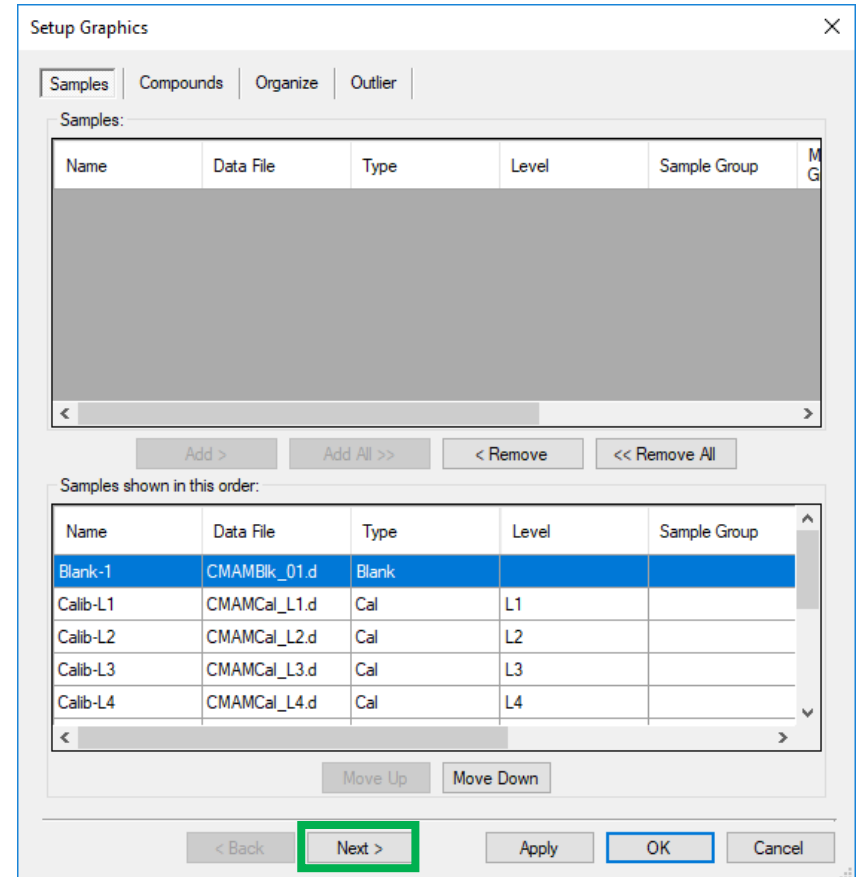 Setup Graphics
Samples Compounds Organize Outlier
Samples:
Name Data File Type Level Sample Group M G
Add > Add All >> < Remove << Remove All
Samples shown in this order:
Name Data File Type Level Sample Group
Blank-1 CMAMBlk_01.d Blank
Calib-L1 CMAMCal_L1.d Cal L1
Calib-L2 CMAMCal_L2.d Cal L2
Calib-L3 CMAMCal_L3.d Cal L3
Calib-L4 CMAMCal_L4.d Cal L4
Move Up Move Down
< Back Next > Apply OK Cancel